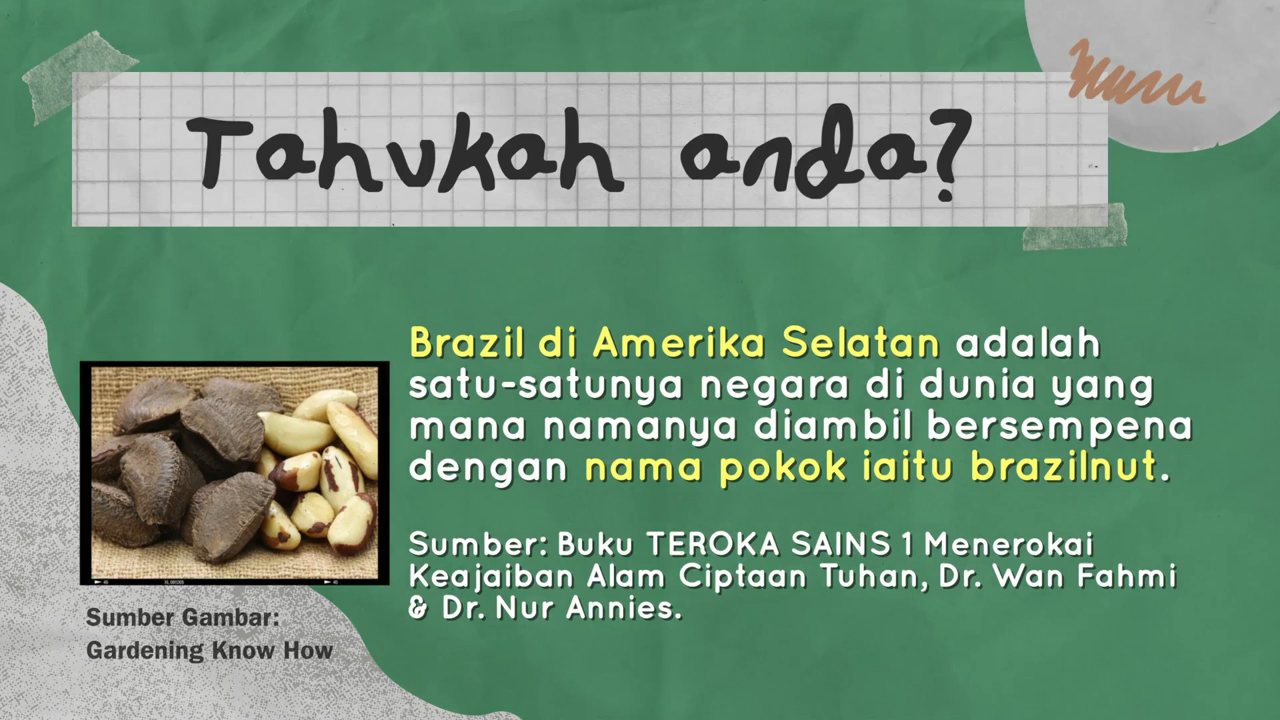 Tahukah anda?
Brazil di Amerika Selatan adalah
satu-satunya negara di dunia yang
mana namanya diambil bersempena
dengan nama pokok iaitu brazilnut.
Sumber: Buku TEROKA SAINS 1 Menerokai
Keajaiban Alam Ciptaan Tuhan, Dr. Wan Fahmi
& Dr. Nur Annies.
Sumber Gambar:
Gardening Know How